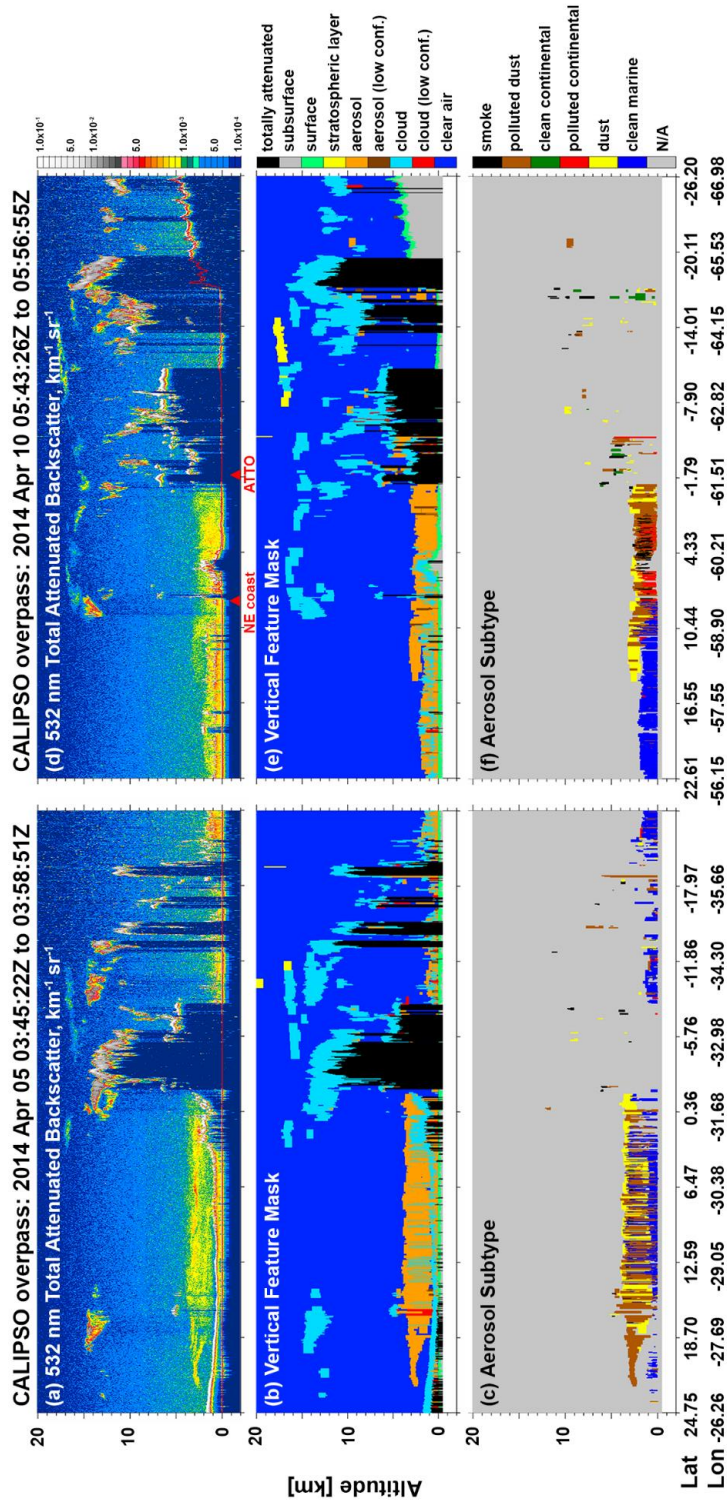 CALIPSO overpass: 2014 Apr 05 03:45:22Z to 03:58:51Z
CALIPSO overpass: 2014 Apr 10 05:43:26Z to 05:56:55Z
(a) 532 nm Total Attenuated Backscatter, km-1 sr-1
(d) 532 nm Total Attenuated Backscatter, km-1 sr-1
1.0x10-1
1.0x10-2
1.0x10-3
1.0x10-4
NE coast
ATTO
20
10
0
(b) Vertical Feature Mask
(e) Vertical Feature Mask
totally attenuated
subsurface
surface
stratospheric layer
aerosol
aerosol (low conf.)
cloud
cloud (low conf.)
clear air
20
10
0
Altitude [km]
(c) Aerosol Subtype
(f) Aerosol Subtype
smoke
polluted dust
clean continental
polluted continental
dust
clean marine
N/A
20
10
0
Lat 24.75 18.70 12.59 6.47 0.36 -5.76 -11.86 -17.97 22.61 16.55 10.44 4.33 -1.79 -7.90 -14.01 -20.11 -26.20
Lon -26.26 -27.69 -29.05 -30.38 -31.68 -32.98 -34.30 -35.66 -56.15 -57.55 -58.90 -60.21 -61.51 -62.82 -64.15 -65.53 -66.98